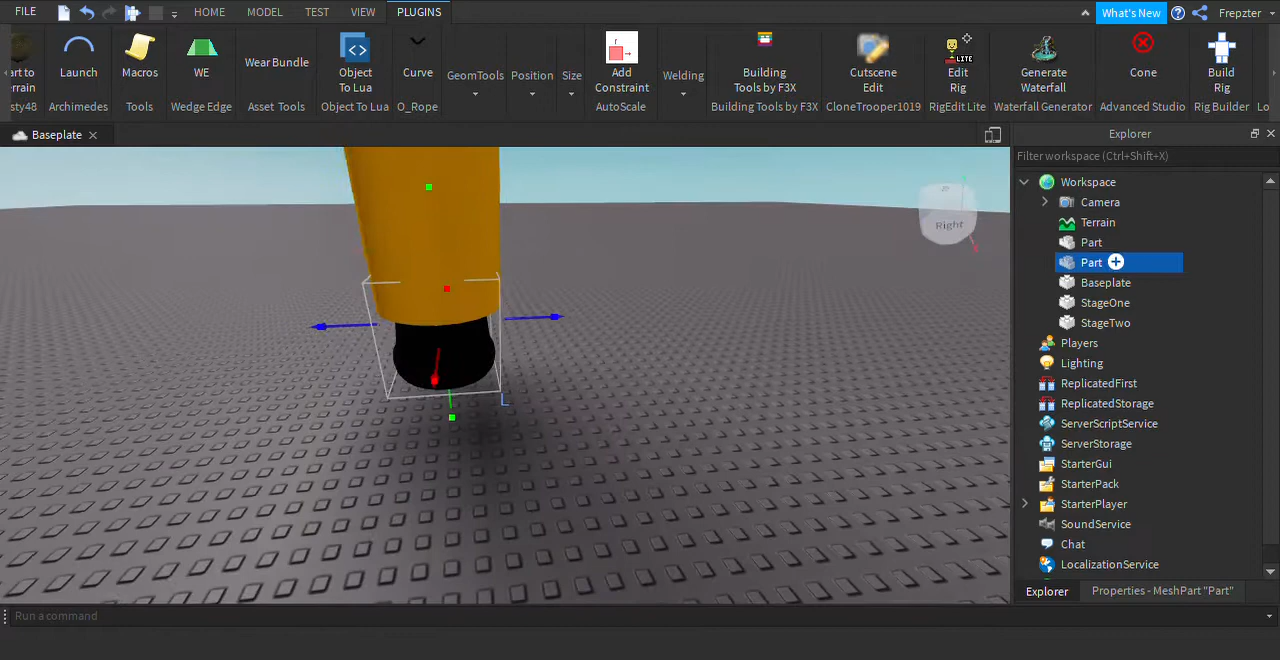 FILE
HOME
MODEL
TEST
VIEW
PLUGINS
What's New
Frepzter
art to
rrain
Launch
Macros
WE
Wear Bundle
Object
To Lua
Curve
GeomTools
Position
Size
Add
Constraint
Welding
Building
Tools by F3X
Cutscene
Edit
LITE
Edit
Rig
Generate
Waterfall
Cone
Build
Rig
sty48
Archimedes
Tools
Wedge Edge
Asset Tools
Object To Lua
O_Rope
AutoScale
Building Tools by F3X
CloneTrooper1019
RigEdit Lite
Waterfall Generator
Advanced Studio
Rig Builder
Lo
Baseplate
Explorer
Filter workspace (Ctrl+Shift+X)
Workspace
Camera
Terrain
Part
Part
Baseplate
StageOne
StageTwo
Players
Lighting
ReplicatedFirst
ReplicatedStorage
ServerScriptService
ServerStorage
StarterGui
StarterPack
StarterPlayer
SoundService
Chat
LocalizationService
Right
L
Explorer
Properties - MeshPart "Part"
Run a command